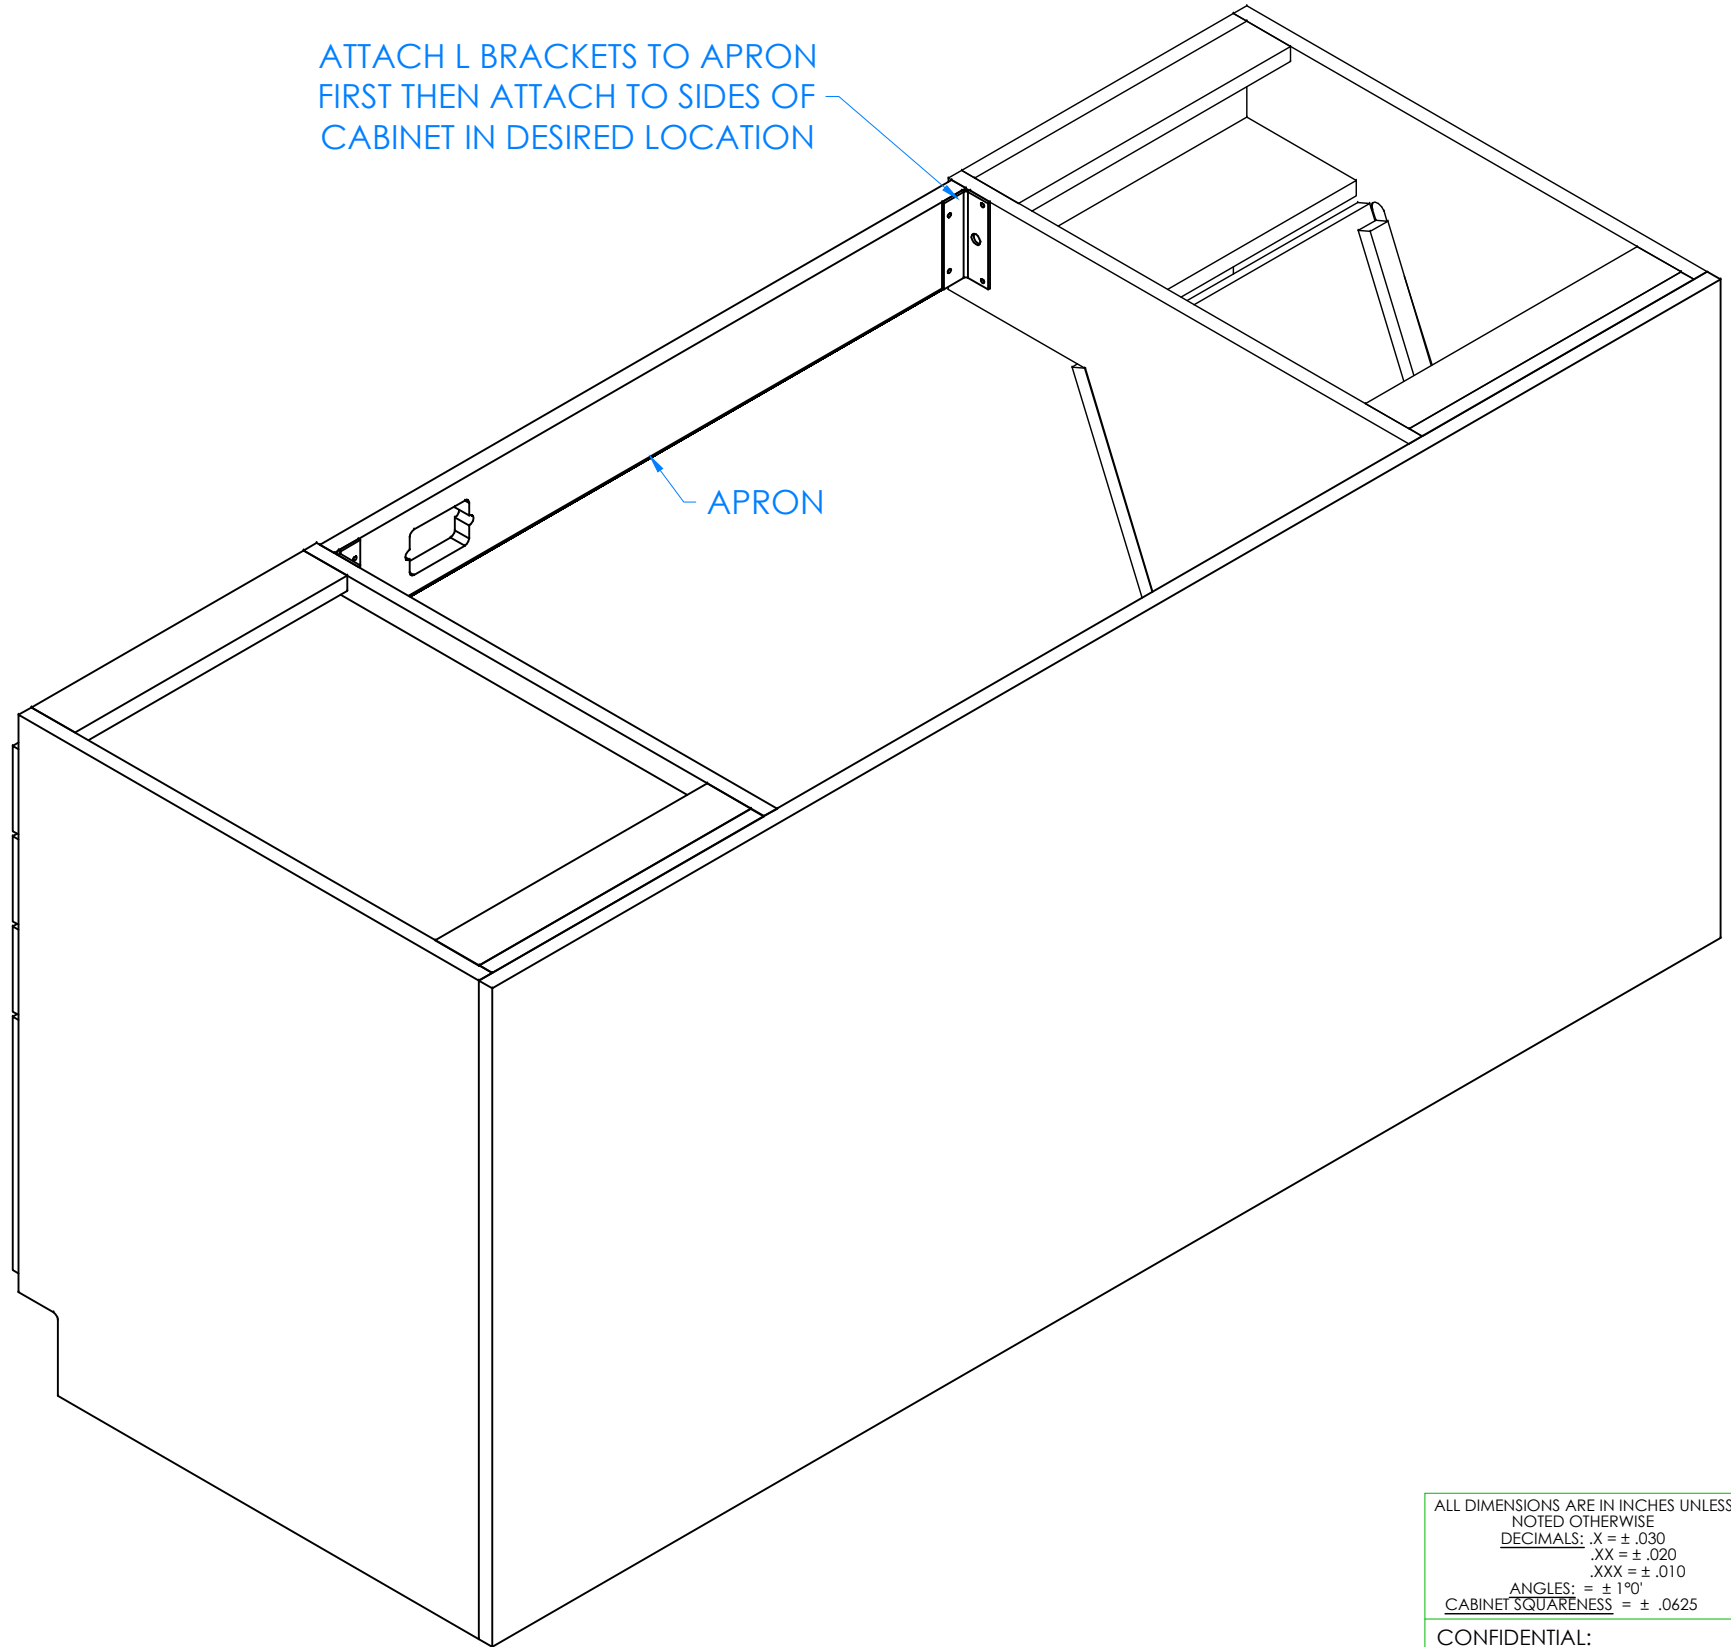 ATTACH L BRACKETS TO APRON
FIRST THEN ATTACH TO SIDES OF
CABINET IN DESIRED LOCATION
APRON
ALL DIMENSIONS ARE IN INCHES UNLESS
NOTED OTHERWISE
DECIMALS: .X = ± .030
.XX = ± .020
.XXX = ± .010
ANGLES: = ± 1°0'
CABINET SQUARENESS = ± .0625
CONFIDENTIAL: